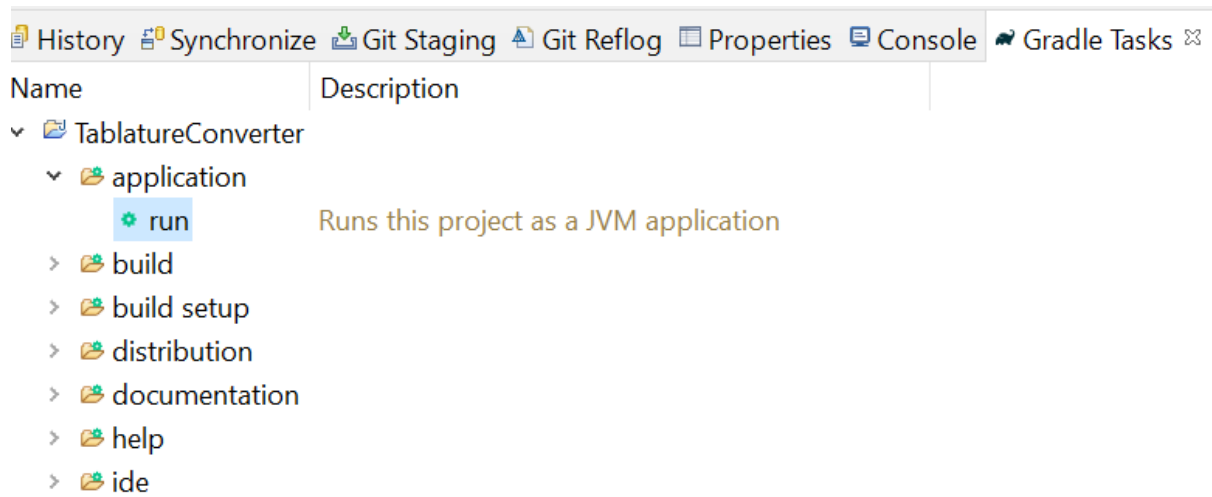 History Synchronize Git Staging Git Reflog Properties Console Gradle Tasks
Name Description
TablatureConverter
application
run Runs this project as a JVM application
build
build setup
distribution
documentation
help
ide